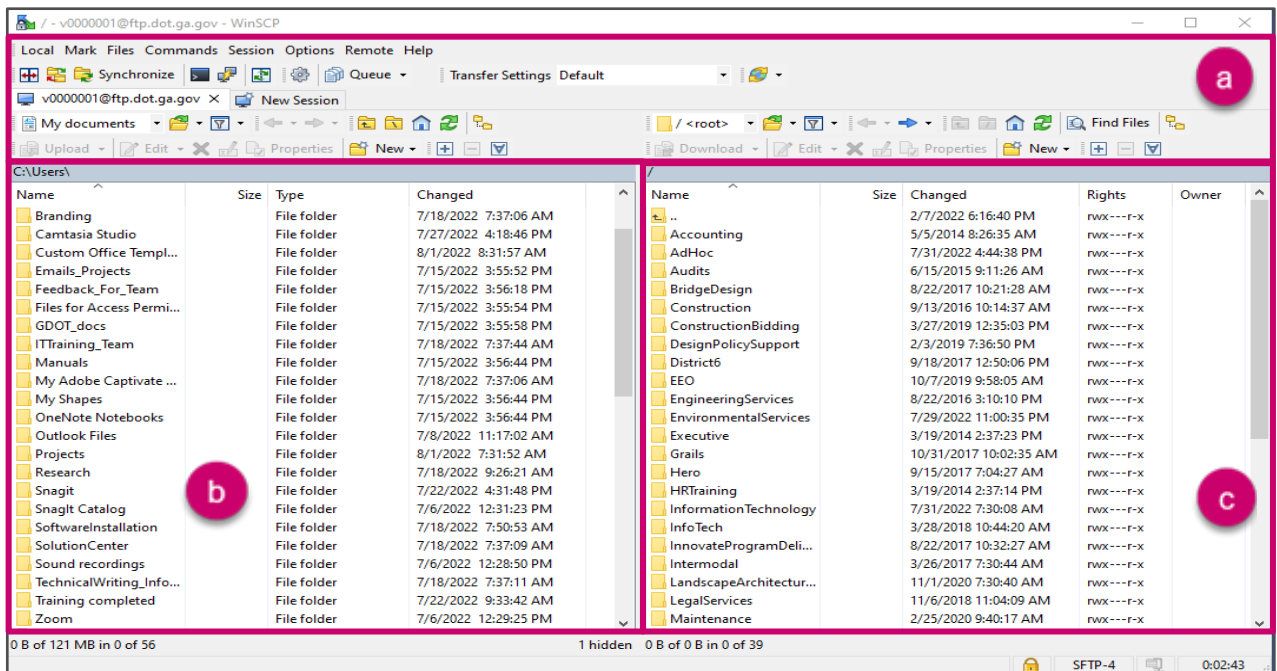 / - v0000001@ftp.dot.ga.gov - WinSCP
Local Mark Files Commands Session Options Remote Help
Synchronize Queue Transfer Settings Default
a
v0000001@ftp.dot.ga.gov X New Session
My documents / <root> Find Files
Upload Edit Properties New Download Edit Properties New
C:\Users\ /
Name Size Type Changed Name Size Changed Rights Owner
Branding File folder 7/18/2022 7:37:06 AM .. 2/7/2022 6:16:40 PM rwx---r-x
Camtasia Studio File folder 7/27/2022 4:18:46 PM Accounting 5/5/2014 8:26:35 AM rwx---r-x
Custom Office Templ... File folder 8/1/2022 8:31:57 AM AdHoc 7/31/2022 4:44:38 PM rwx---r-x
Emails_Projects File folder 7/15/2022 3:55:52 PM Audits 6/15/2015 9:11:26 AM rwx---r-x
Feedback_For_Team File folder 7/15/2022 3:56:18 PM BridgeDesign 8/22/2017 10:21:28 AM rwx---r-x
Files for Access Permi... File folder 7/15/2022 3:55:54 PM Construction 9/13/2016 10:14:37 AM rwx---r-x
GDOT_docs File folder 7/15/2022 3:55:58 PM ConstructionBidding 3/27/2019 12:35:03 PM rwx---r-x
ITTraining_Team File folder 7/18/2022 7:37:44 AM DesignPolicySupport 2/3/2019 7:36:50 PM rwx---r-x
Manuals File folder 7/15/2022 3:56:44 PM District6 9/18/2017 12:50:06 PM rwx---r-x
My Adobe Captivate ... File folder 7/18/2022 7:37:06 AM EEO 10/7/2019 9:58:05 AM rwx---r-x
My Shapes File folder 7/15/2022 3:56:44 PM EngineeringServices 8/22/2016 3:10:10 PM rwx---r-x
OneNote Notebooks File folder 7/15/2022 3:56:44 PM EnvironmentalServices 7/29/2022 11:00:35 PM rwx---r-x
Outlook Files File folder 7/8/2022 11:17:02 AM Executive 3/19/2014 2:37:23 PM rwx---r-x
Projects File folder 8/1/2022 7:31:52 AM Grails 10/31/2017 10:02:35 AM rwx---r-x
Research File folder 7/18/2022 9:26:21 AM Hero 9/15/2017 7:04:27 AM rwx---r-x
b
Snagit File folder 7/22/2022 4:31:48 PM HRTraining 3/19/2014 2:37:14 PM rwx---r-x
c
SnagIt Catalog File folder 7/6/2022 12:31:23 PM InformationTechnology 7/31/2022 7:30:08 AM rwx---r-x
SoftwareInstallation File folder 7/18/2022 7:50:53 AM InfoTech 3/28/2018 10:44:20 AM rwx---r-x
SolutionCenter File folder 7/18/2022 7:37:09 AM InnovateProgramDeli... 8/22/2017 10:32:27 AM rwx---r-x
Sound recordings File folder 7/6/2022 12:28:50 PM Intermodal 3/26/2017 7:30:44 AM rwx---r-x
TechnicalWriting_Info... File folder 7/18/2022 7:37:11 AM LandscapeArchitectur... 11/1/2020 7:30:40 AM rwx---r-x
Training completed File folder 7/22/2022 9:33:42 AM LegalServices 11/6/2018 11:04:09 AM rwx---r-x
Zoom File folder 7/6/2022 12:29:25 PM Maintenance 2/25/2020 9:40:17 AM rwx---r-x
0 B of 121 MB in 0 of 56 1 hidden 0 B of 0 B in 0 of 39
SFTP-4 0:02:43